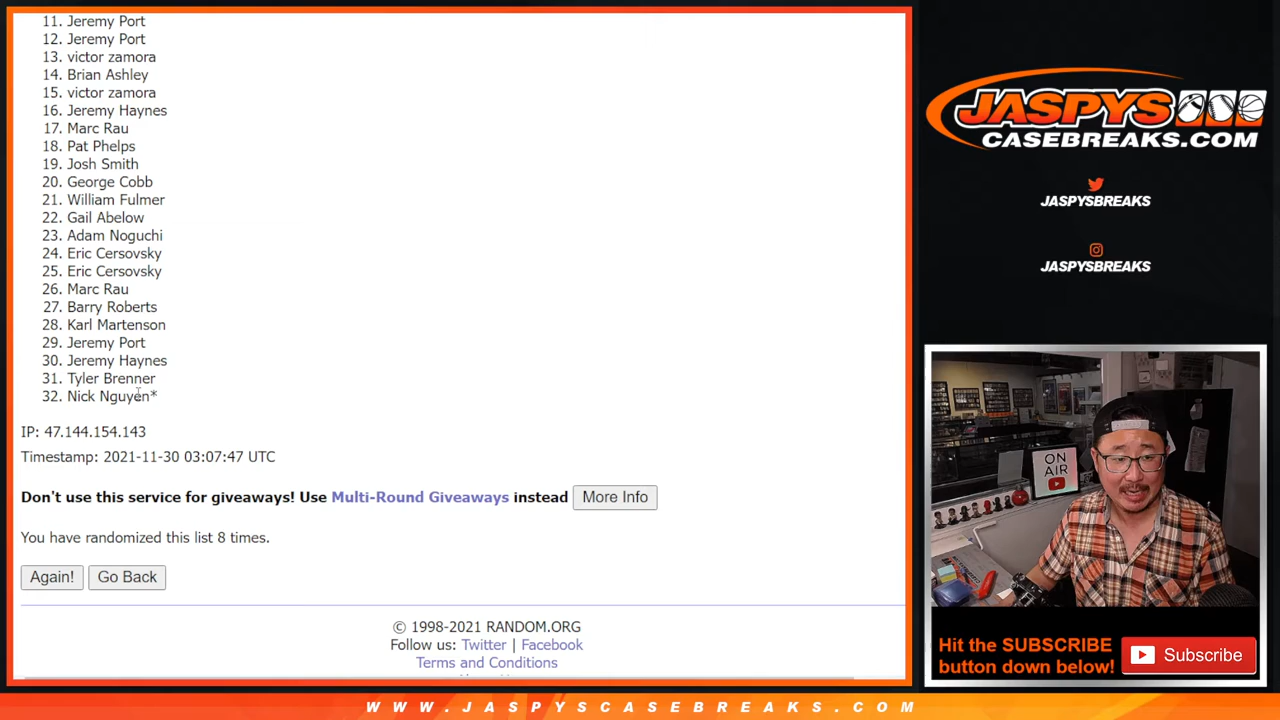 11. Jeremy Port
12. Jeremy Port
13. victor zamora
14. Brian Ashley
15. victor zamora
16. Jeremy Haynes
17. Marc Rau
18. Pat Phelps
19. Josh Smith
20. George Cobb
21. William Fulmer
22. Gail Abelow
23. Adam Noguchi
24. Eric Cersovsky
25. Eric Cersovsky
26. Marc Rau
27. Barry Roberts
28. Karl Martenson
29. Jeremy Port
30. Jeremy Haynes
31. Tyler Brenner
32. Nick Nguyen*
IP: 47.144.154.143
Timestamp: 2021-11-30 03:07:47 UTC
Don't use this service for giveaways! Use Multi-Round Giveaways instead More Info
You have randomized this list 8 times.
Again! Go Back
© 1998-2021 RANDOM.ORG
Follow us: Twitter | Facebook
Terms and Conditions
JASPYS
CASEBREAKS.COM
JASPYSBREAKS
JASPYSBREAKS
ON
AIR
Hit the SUBSCRIBE
button down below!
Subscribe
WWW.JASPYSCASEBREAKS.COM